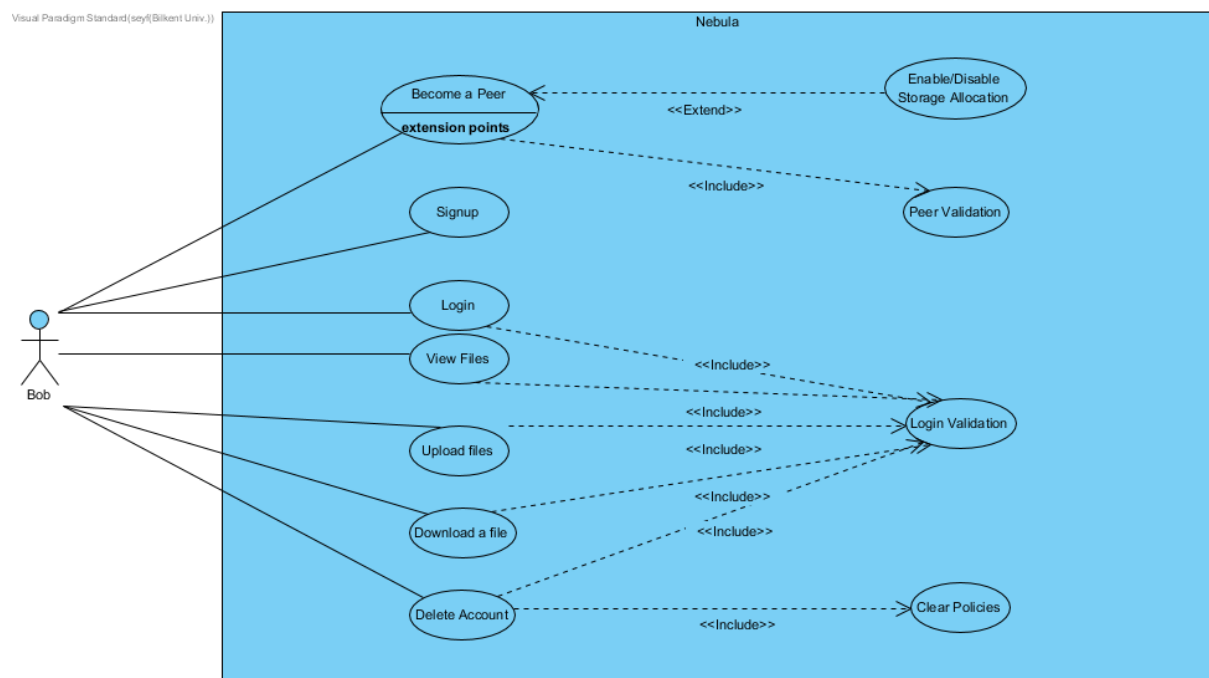 Visual Paradigm Standard(seyf(Bilkent Univ.))
Nebula
Become a Peer
extension points
<<Extend>>
Enable/Disable
Storage Allocation
<<Include>>
Peer Validation
Signup
Login
View Files
<<Include>>
Bob
<<Include>>
Login Validation
Upload files
<<Include>>
<<Include>>
Download a file
<<Include>>
Delete Account
<<Include>>
Clear Policies